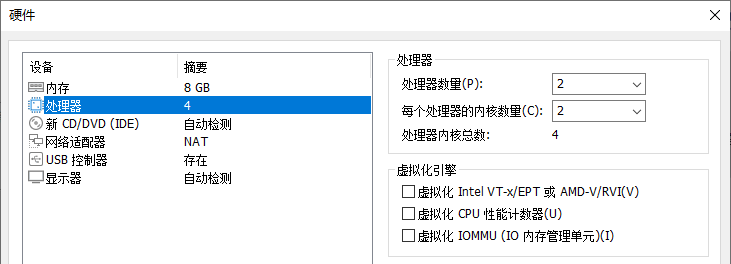 硬件
设备 摘要
内存 8 GB
处理器 4
新 CD/DVD (IDE) 自动检测
网络适配器 NAT
USB 控制器 存在
显示器 自动检测
处理器
处理器数量(P): 2
每个处理器的内核数量(C): 2
处理器内核总数: 4
虚拟化引擎
虚拟化 Intel VT-x/EPT 或 AMD-V/RVI(V)
虚拟化 CPU 性能计数器(U)
虚拟化 IOMMU (IO 内存管理单元)(I)